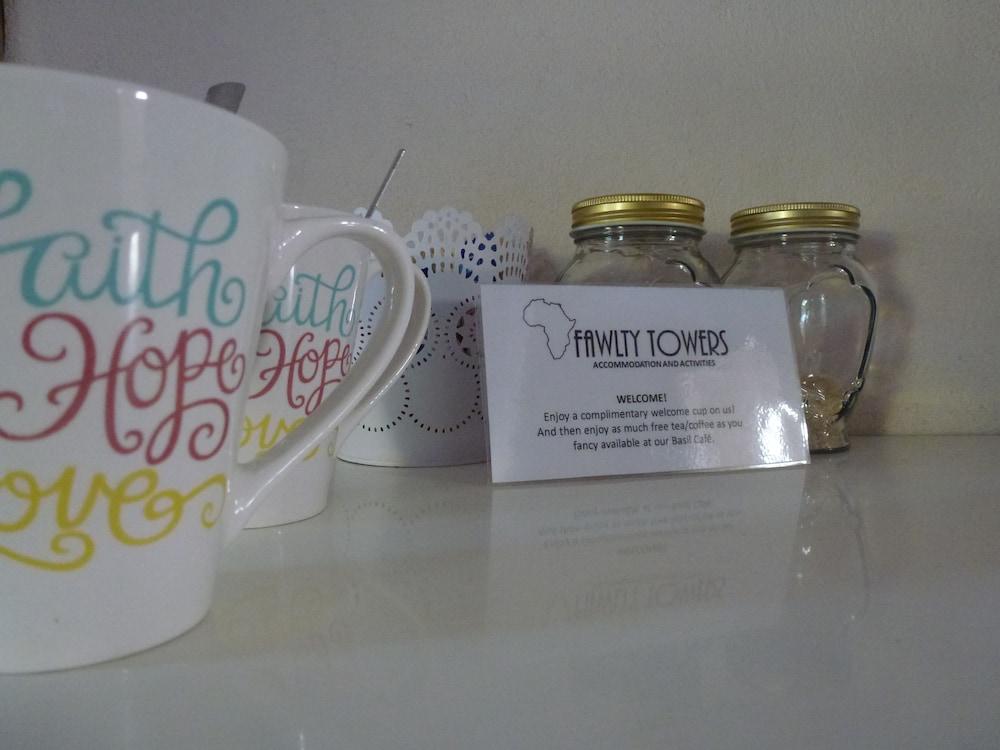 aith
Hope
ove
aith
Hope
ove
FAWLTY TOWERS
ACCOMMODATION AND ACTIVITIES
WELCOME!
Enjoy a complimentary welcome cup on us!
And then enjoy as much free tea/coffee as you
fancy available at our Basil Café.